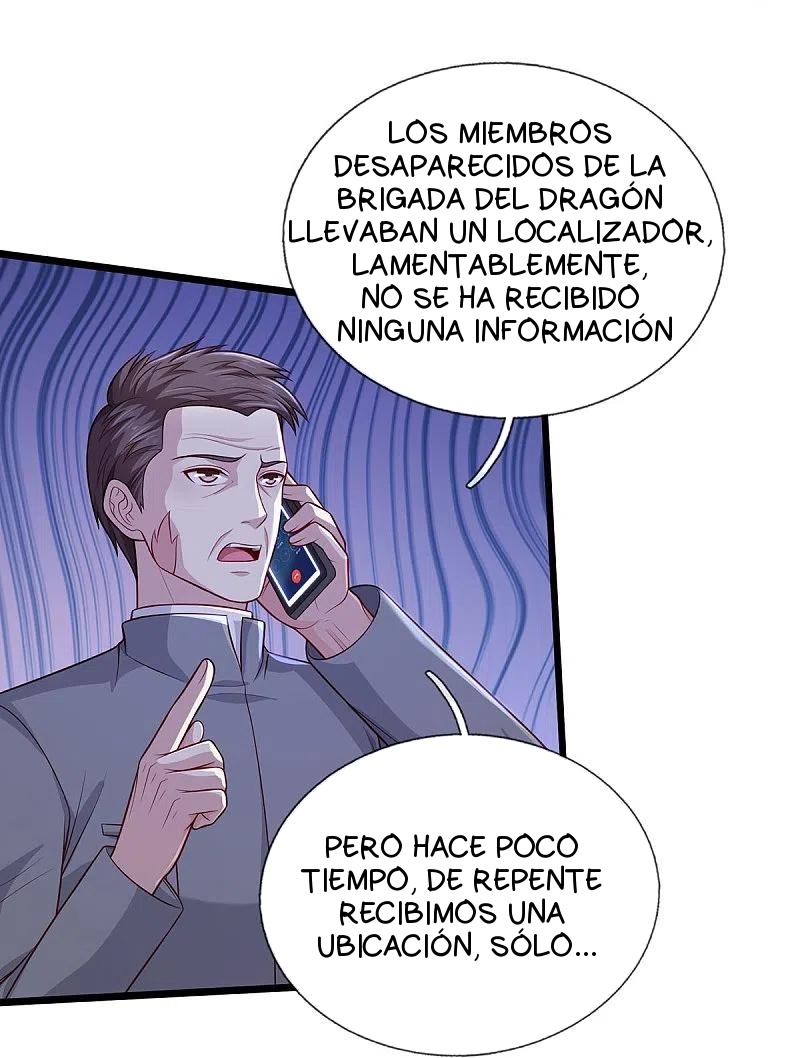 LOS MIEMBROS
DESAPARECIDOS DE LA
BRIGADA DEL DRAGÓN
LLEVABAN UN LOCALIZADOR,
LAMENTABLEMENTE,
NO SE HA RECIBIDO
NINGUNA INFORMACIÓN
PERO HACE POCO
TIEMPO, DE REPENTE
RECIBIMOS UNA
UBICACIÓN, SÓLO...